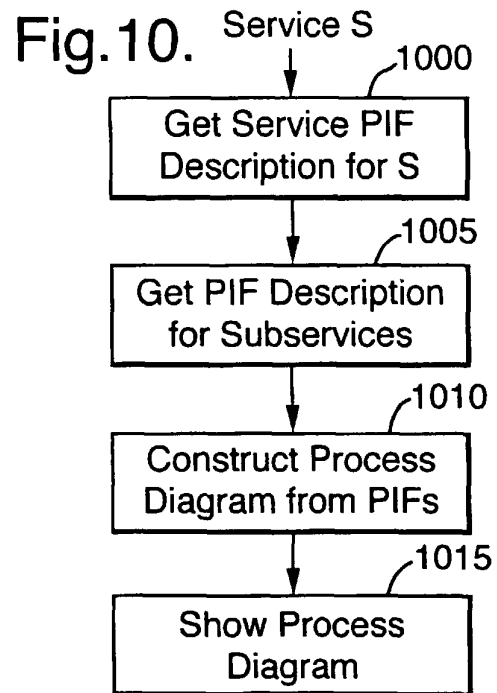 Fig.10.
Service S
1000
Get Service PIF
Description for S
1005
Get PIF Description
for Subservices
1010
Construct Process
Diagram from PIFs
1015
Show Process
Diagram